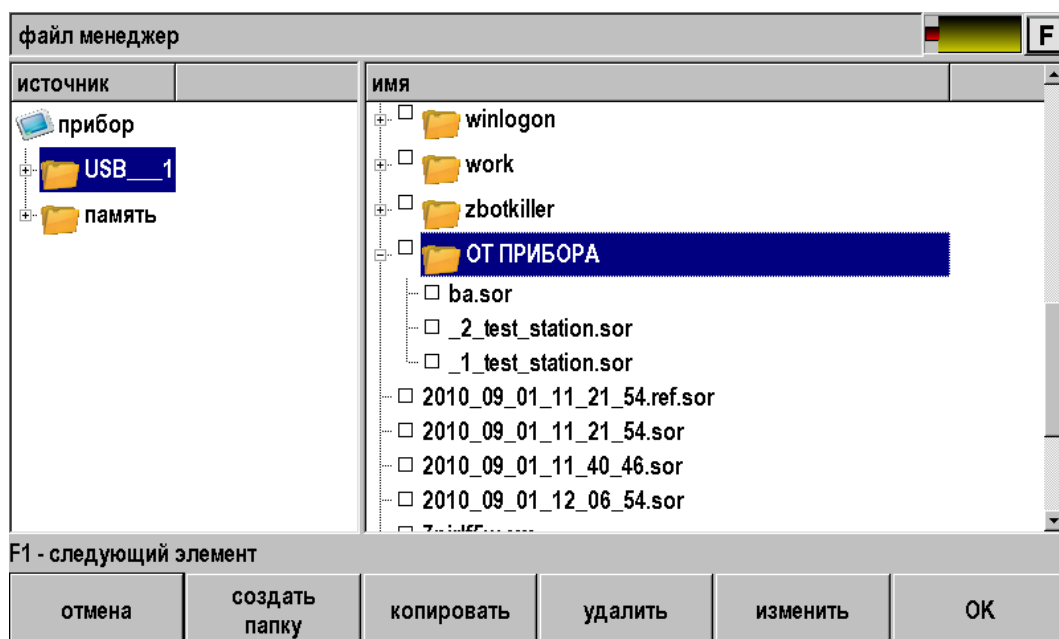 файл менеджер
F
источник
имя
прибор
USB___1
память
winlogon
work
zbotkiller
ОТ ПРИБОРА
ba.sor
_2_test_station.sor
_1_test_station.sor
2010_09_01_11_21_54.ref.sor
2010_09_01_11_21_54.sor
2010_09_01_11_40_46.sor
2010_09_01_12_06_54.sor
F1 - следующий элемент
отмена
создать
папку
копировать
удалить
изменить
ОК